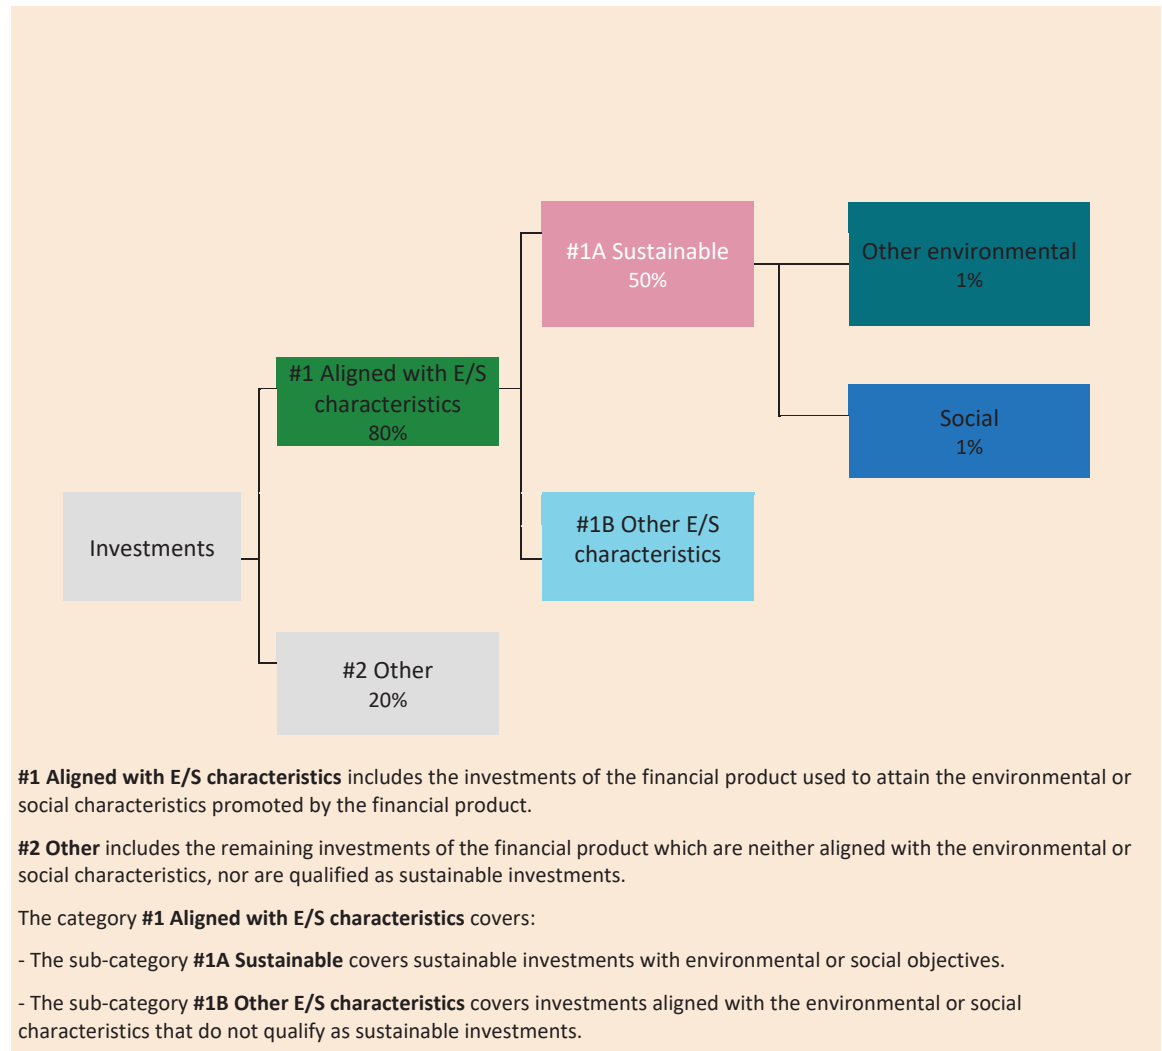 #1A Sustainable
50%
Other environmental
1%
#1 Aligned with E/S
characteristics
80%
Social
1%
Investments
#1B Other E/S
characteristics
#2 Other
20%
#1 Aligned with E/S characteristics includes the investments of the financial product used to attain the environmental or
social characteristics promoted by the financial product.
#2 Other includes the remaining investments of the financial product which are neither aligned with the environmental or
social characteristics, nor are qualified as sustainable investments.
The category #1 Aligned with E/S characteristics covers:
- The sub-category #1A Sustainable covers sustainable investments with environmental or social objectives.
- The sub-category #1B Other E/S characteristics covers investments aligned with the environmental or social
characteristics that do not qualify as sustainable investments.